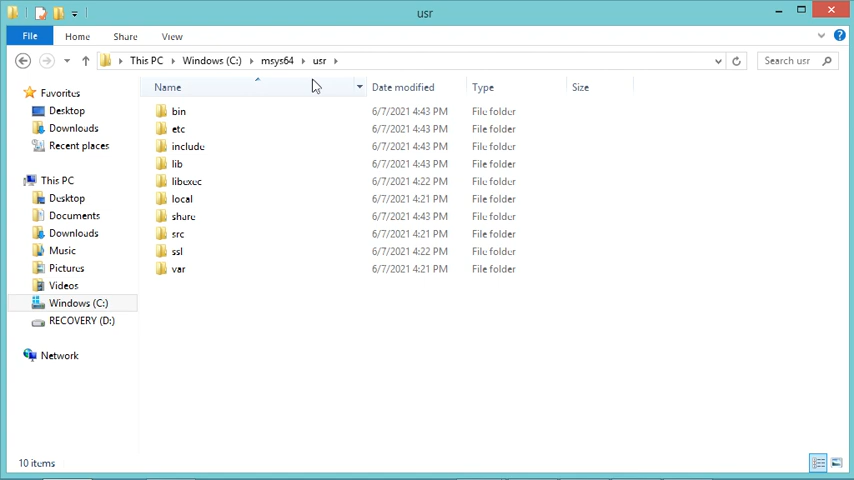 usr
File Home Share View
This PC Windows (C:) msys64 usr Search usr
Name Date modified Type Size
Favorites
Desktop
Downloads
Recent places
This PC
Desktop
Documents
Downloads
Music
Pictures
Videos
Windows (C:)
RECOVERY (D:)
Network
bin 6/7/2021 4:43 PM File folder
etc 6/7/2021 4:43 PM File folder
include 6/7/2021 4:43 PM File folder
lib 6/7/2021 4:43 PM File folder
libexec 6/7/2021 4:22 PM File folder
local 6/7/2021 4:21 PM File folder
share 6/7/2021 4:43 PM File folder
src 6/7/2021 4:21 PM File folder
ssl 6/7/2021 4:22 PM File folder
var 6/7/2021 4:21 PM File folder
10 items